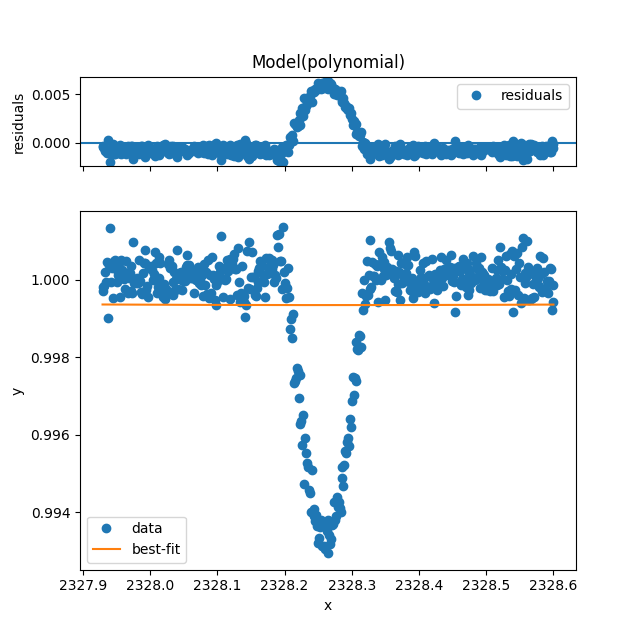 Model(polynomial)
residuals
0.005
0.000
residuals
y
1.000
0.998
0.996
0.994
data
best-fit
2327.9 2328.0 2328.1 2328.2 2328.3 2328.4 2328.5 2328.6
x